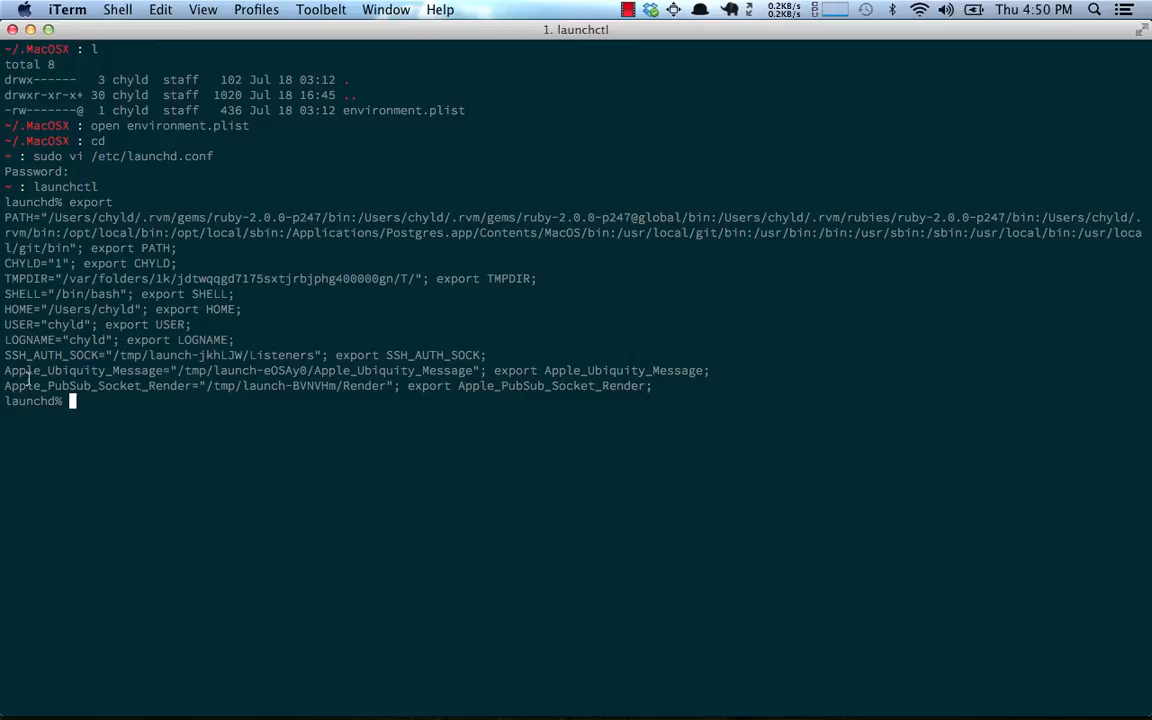 iTerm Shell Edit View Profiles Toolbelt Window Help 0.2KB/s 0.2KB/s CPU Thu 4:50 PM
1. launchctl
~/.MacOSX : l
total 8
drwx------   3 chyld  staff   102 Jul 18 03:12 .
drwxr-xr-x+ 30 chyld  staff  1020 Jul 18 16:45 ..
-rw-------@  1 chyld  staff   436 Jul 18 03:12 environment.plist
~/.MacOSX : open environment.plist
~/.MacOSX : cd
~ : sudo vi /etc/launchd.conf
Password:
~ : launchctl
launchd% export
PATH="/Users/chyld/.rvm/gems/ruby-2.0.0-p247/bin:/Users/chyld/.rvm/gems/ruby-2.0.0-p247@global/bin:/Users/chyld/.rvm/rubies/ruby-2.0.0-p247/bin:/Users/chyld/.
rvm/bin:/opt/local/bin:/opt/local/sbin:/Applications/Postgres.app/Contents/MacOS/bin:/usr/local/git/bin:/usr/bin:/bin:/usr/sbin:/sbin:/usr/local/bin:/usr/loca
l/git/bin"; export PATH;
CHYLD="1"; export CHYLD;
TMPDIR="/var/folders/1k/jdtwqqgd7175sxtjrbjphg400000gn/T/"; export TMPDIR;
SHELL="/bin/bash"; export SHELL;
HOME="/Users/chyld"; export HOME;
USER="chyld"; export USER;
LOGNAME="chyld"; export LOGNAME;
SSH_AUTH_SOCK="/tmp/launch-jkhLJW/Listeners"; export SSH_AUTH_SOCK;
Apple_Ubiquity_Message="/tmp/launch-eOSAy0/Apple_Ubiquity_Message"; export Apple_Ubiquity_Message;
Apple_PubSub_Socket_Render="/tmp/launch-BVNVHm/Render"; export Apple_PubSub_Socket_Render;
launchd%